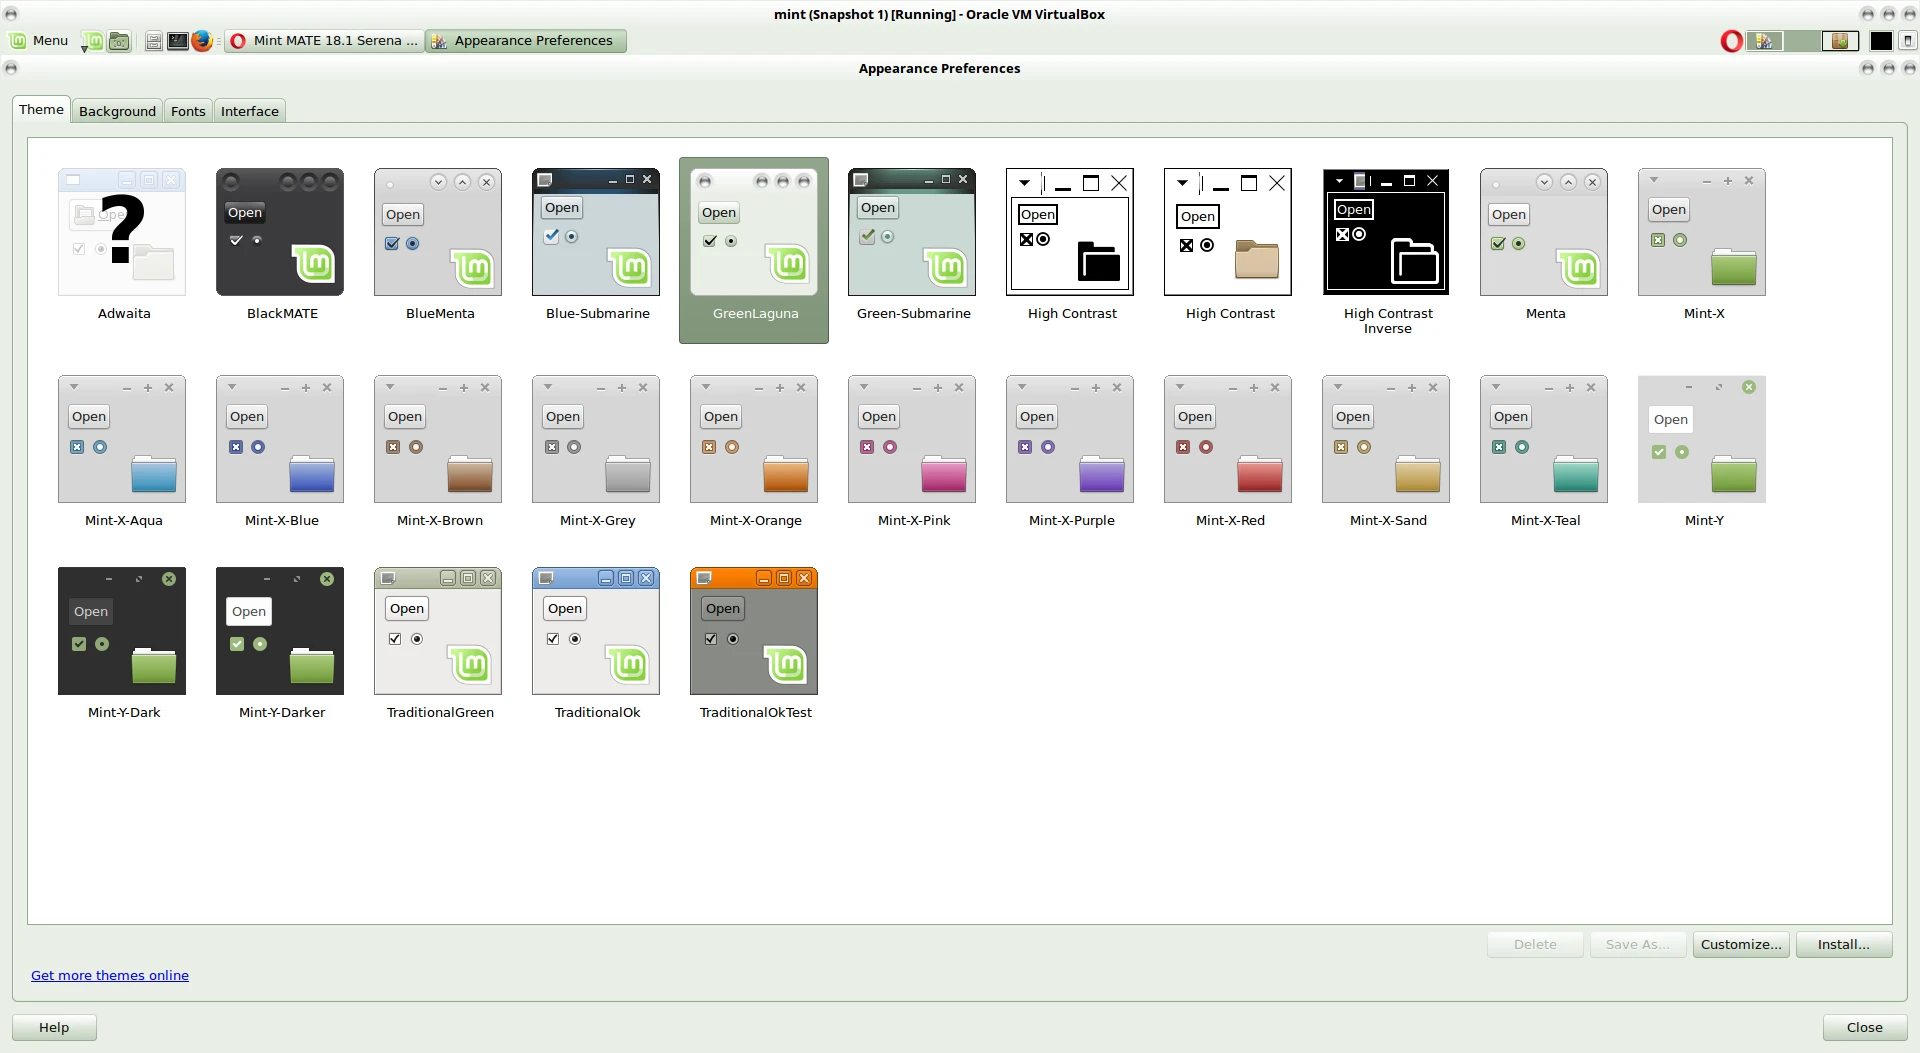 mint (Snapshot 1) [Running] - Oracle VM VirtualBox
Menu Mint MATE 18.1 Serena ... Appearance Preferences
Appearance Preferences
Theme Background Fonts Interface
Open Open Open Open Open Open Open Open Open Open Open
Adwaita BlackMATE BlueMenta Blue-Submarine GreenLaguna Green-Submarine High Contrast High Contrast High Contrast Menta Mint-X
Inverse
Open Open Open Open Open Open Open Open Open Open Open
Mint-X-Aqua Mint-X-Blue Mint-X-Brown Mint-X-Grey Mint-X-Orange Mint-X-Pink Mint-X-Purple Mint-X-Red Mint-X-Sand Mint-X-Teal Mint-Y
Open Open Open Open Open
Mint-Y-Dark Mint-Y-Darker TraditionalGreen TraditionalOk TraditionalOkTest
Delete Save As... Customize... Install...
Get more themes online
Help Close